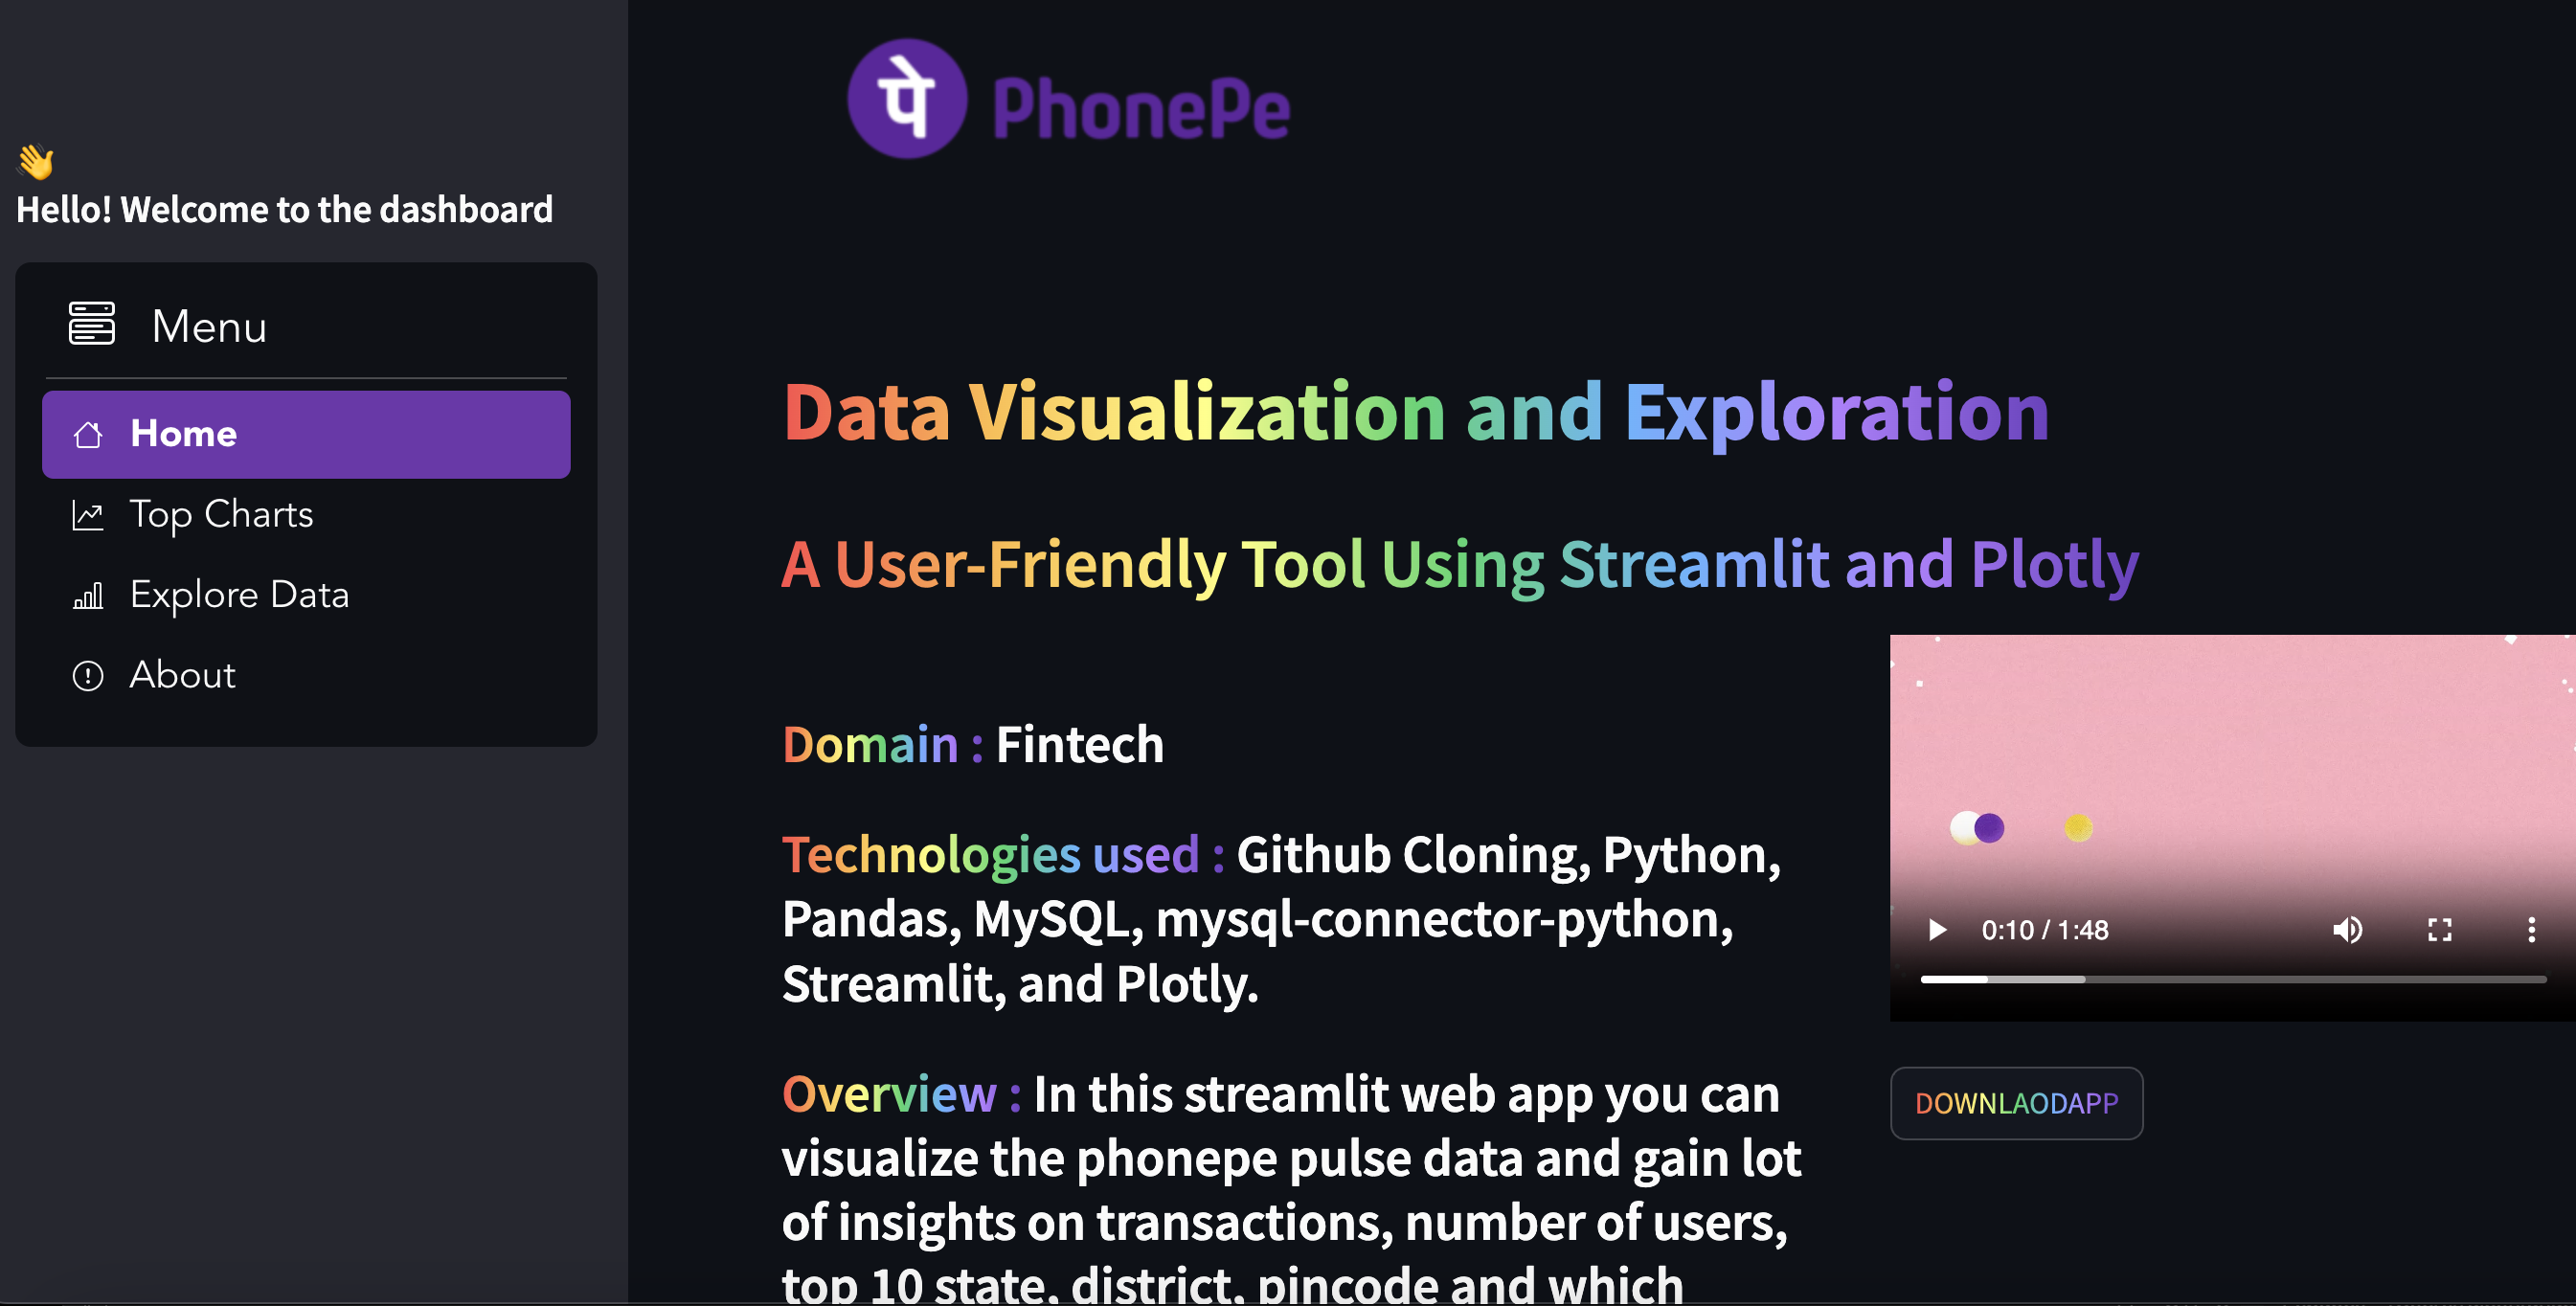 👋
Hello! Welcome to the dashboard
Menu
Home
Top Charts
Explore Data
About
पे PhonePe
Data Visualization and Exploration
A User-Friendly Tool Using Streamlit and Plotly
Domain : Fintech
Technologies used : Github Cloning, Python,
Pandas, MySQL, mysql-connector-python,
Streamlit, and Plotly.
Overview : In this streamlit web app you can
visualize the phonepe pulse data and gain lot
of insights on transactions, number of users,
top 10 state, district, pincode and which
0:10 / 1:48
DOWNLAODAPP